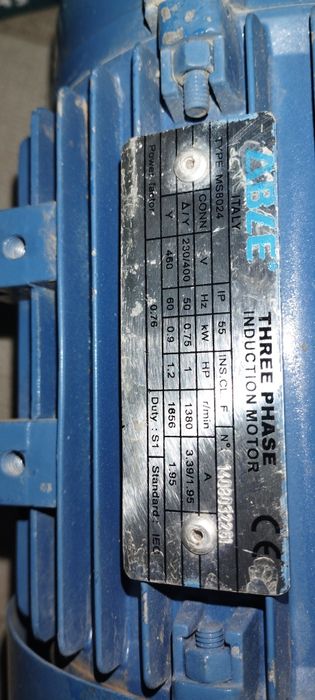 ABLE THREE PHASE
ITALY INDUCTION MOTOR CE
TYPE MS8024 IP 55 INS.CL F N°
CONN V Hz kW HP r/min A
Δ/Y 230/400 50 0.75 1 1380 3.39/1.95
Y 460 60 0.9 1.2 1656 1.95
Power factor 0.76 Duty : S1 Standard: IEC